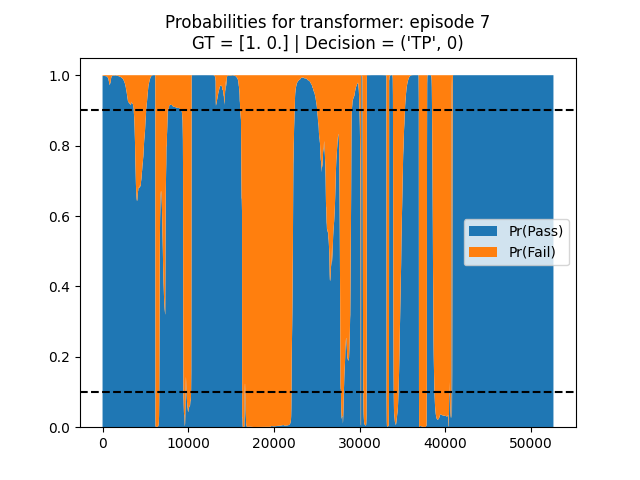 Probabilities for transformer: episode 7
GT = [1. 0.] | Decision = ('TP', 0)
1.0
0.8
0.6
0.4
0.2
0.0
Pr(Pass)
Pr(Fail)
0 10000 20000 30000 40000 50000